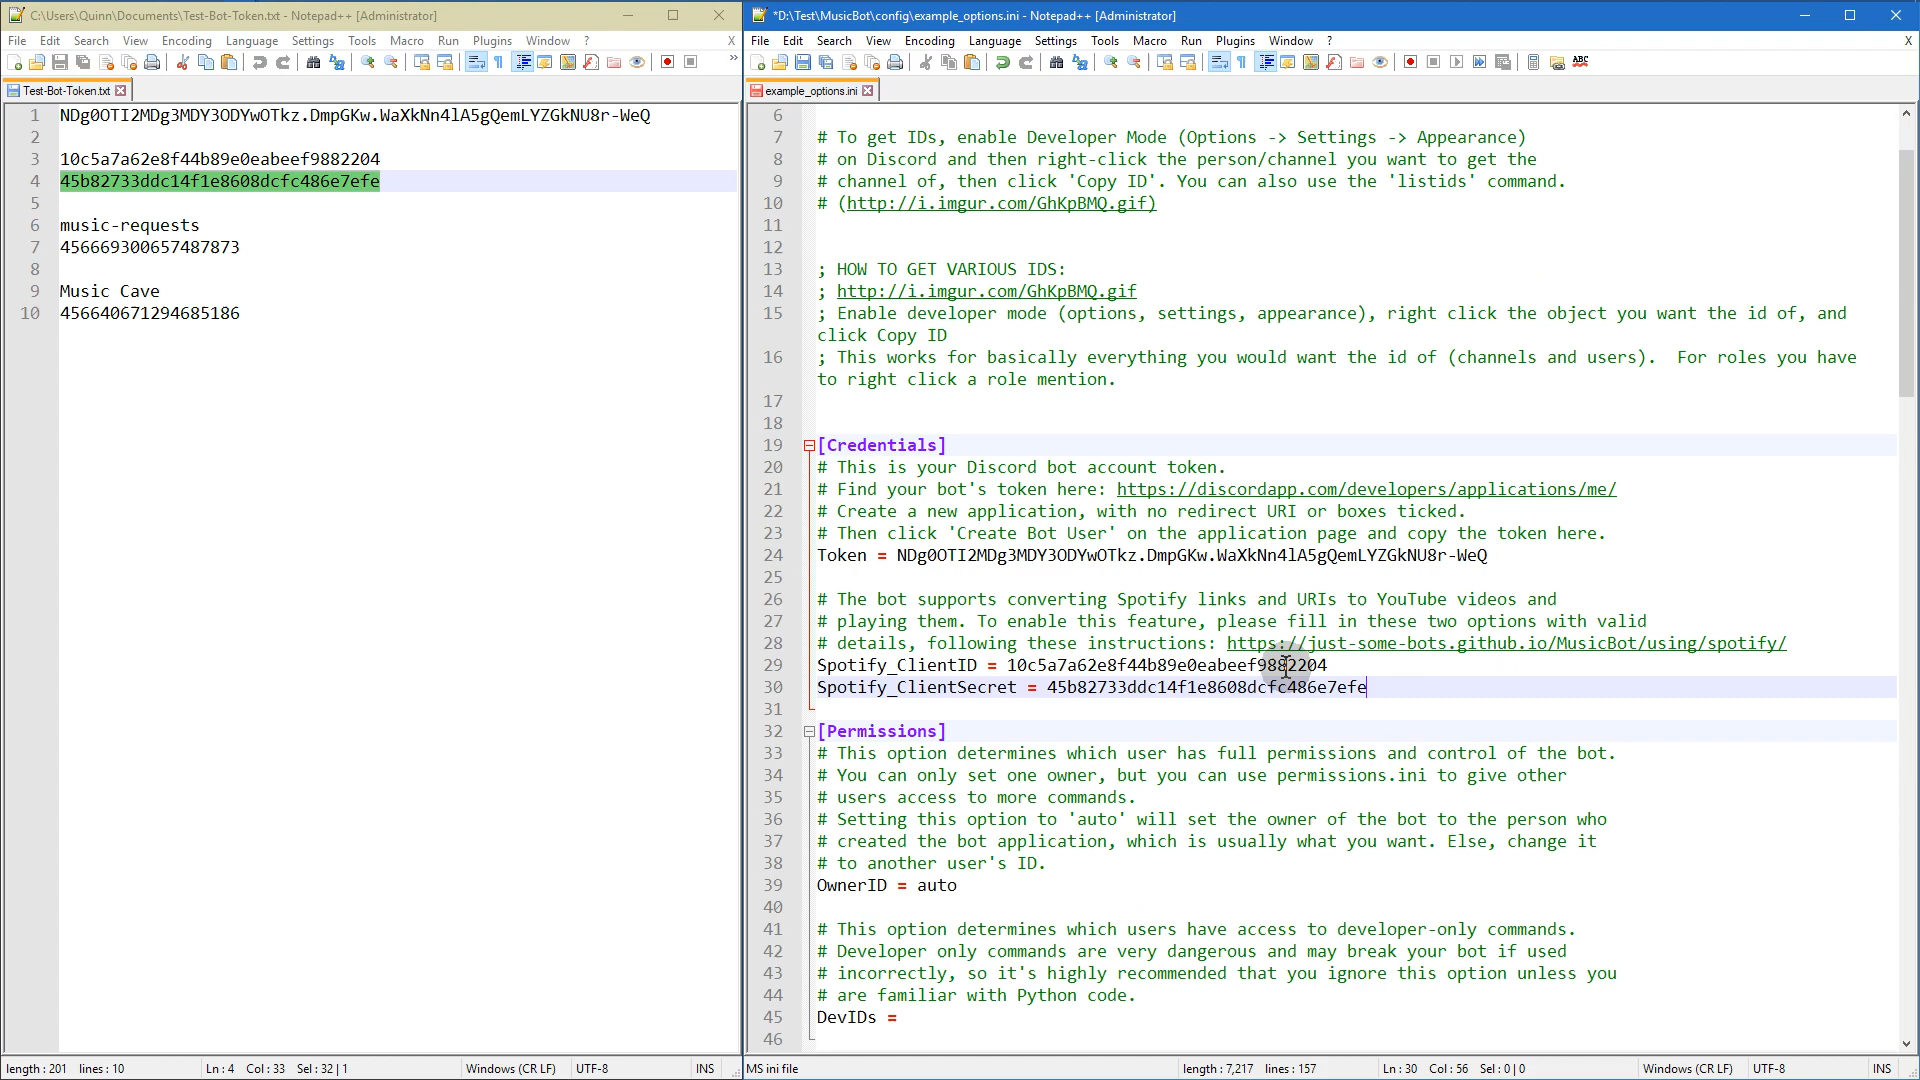 C:\Users\Quinn\Documents\Test-Bot-Token.txt - Notepad++ [Administrator]
File Edit Search View Encoding Language Settings Tools Macro Run Plugins Window ? X
Test-Bot-Token.txt
1 NDg0OTI2MDg3MDY3ODYwOTkz.DmpGKw.WaXkNn4lA5gQemLYZGkNU8r-WeQ
2
3 10c5a7a62e8f44b89e0eabeef9882204
4 45b82733ddc14f1e8608dcfc486e7efe
5
6 music-requests
7 456669300657487873
8
9 Music Cave
10 456640671294685186
length : 201 lines : 10 Ln : 4 Col : 33 Sel : 32 | 1 Windows (CR LF) UTF-8 INS
*D:\Test\MusicBot\config\example_options.ini - Notepad++ [Administrator]
File Edit Search View Encoding Language Settings Tools Macro Run Plugins Window ? X
example_options.ini
6
7 # To get IDs, enable Developer Mode (Options -> Settings -> Appearance)
8 # on Discord and then right-click the person/channel you want to get the
9 # channel of, then click 'Copy ID'. You can also use the 'listids' command.
10 # (http://i.imgur.com/GhKpBMQ.gif)
11
12
13 ; HOW TO GET VARIOUS IDS:
14 ; http://i.imgur.com/GhKpBMQ.gif
15 ; Enable developer mode (options, settings, appearance), right click the object you want the id of, and
click Copy ID
16 ; This works for basically everything you would want the id of (channels and users).  For roles you have
to right click a role mention.
17
18
19 [Credentials]
20 # This is your Discord bot account token.
21 # Find your bot's token here: https://discordapp.com/developers/applications/me/
22 # Create a new application, with no redirect URI or boxes ticked.
23 # Then click 'Create Bot User' on the application page and copy the token here.
24 Token = NDg0OTI2MDg3MDY3ODYwOTkz.DmpGKw.WaXkNn4lA5gQemLYZGkNU8r-WeQ
25
26 # The bot supports converting Spotify links and URIs to YouTube videos and
27 # playing them. To enable this feature, please fill in these two options with valid
28 # details, following these instructions: https://just-some-bots.github.io/MusicBot/using/spotify/
29 Spotify_ClientID = 10c5a7a62e8f44b89e0eabeef9882204
30 Spotify_ClientSecret = 45b82733ddc14f1e8608dcfc486e7efe
31
32 [Permissions]
33 # This option determines which user has full permissions and control of the bot.
34 # You can only set one owner, but you can use permissions.ini to give other
35 # users access to more commands.
36 # Setting this option to 'auto' will set the owner of the bot to the person who
37 # created the bot application, which is usually what you want. Else, change it
38 # to another user's ID.
39 OwnerID = auto
40
41 # This option determines which users have access to developer-only commands.
42 # Developer only commands are very dangerous and may break your bot if used
43 # incorrectly, so it's highly recommended that you ignore this option unless you
44 # are familiar with Python code.
45 DevIDs =
46
MS ini file length : 7,217 lines : 157 Ln : 30 Col : 56 Sel : 0 | 0 Windows (CR LF) UTF-8 INS